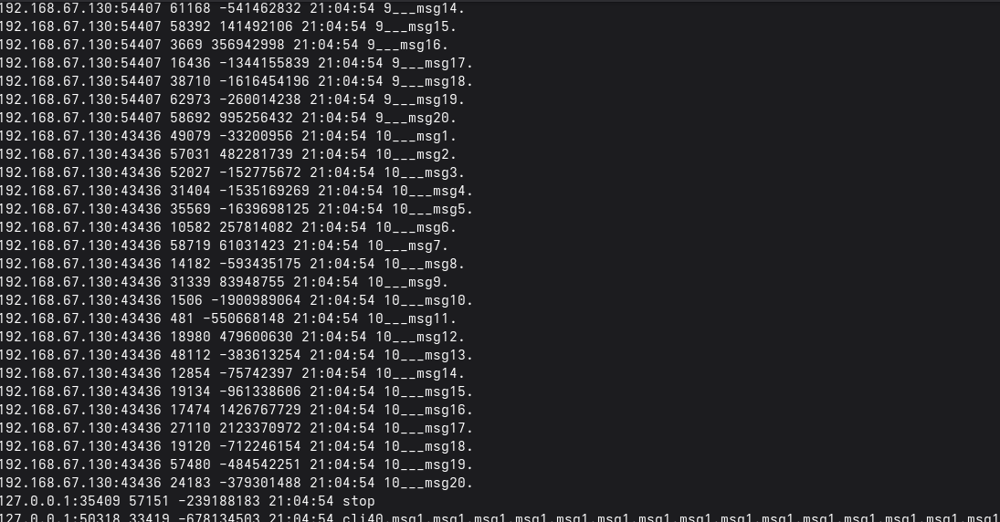 192.168.67.130:54407 61168 -541462832 21:04:54 9___msg14.
192.168.67.130:54407 58392 141492106 21:04:54 9___msg15.
192.168.67.130:54407 3669 356942998 21:04:54 9___msg16.
192.168.67.130:54407 16436 -1344155839 21:04:54 9___msg17.
192.168.67.130:54407 38710 -1616454196 21:04:54 9___msg18.
192.168.67.130:54407 62973 -260014238 21:04:54 9___msg19.
192.168.67.130:54407 58692 995256432 21:04:54 9___msg20.
192.168.67.130:43436 49079 -33200956 21:04:54 10___msg1.
192.168.67.130:43436 57031 482281739 21:04:54 10___msg2.
192.168.67.130:43436 52027 -152775672 21:04:54 10___msg3.
192.168.67.130:43436 31404 -1535169269 21:04:54 10___msg4.
192.168.67.130:43436 35569 -1639698125 21:04:54 10___msg5.
192.168.67.130:43436 10582 257814082 21:04:54 10___msg6.
192.168.67.130:43436 58719 61031423 21:04:54 10___msg7.
192.168.67.130:43436 14182 -593435175 21:04:54 10___msg8.
192.168.67.130:43436 31339 83948755 21:04:54 10___msg9.
192.168.67.130:43436 1506 -1900989064 21:04:54 10___msg10.
192.168.67.130:43436 481 -550668148 21:04:54 10___msg11.
192.168.67.130:43436 18980 479600630 21:04:54 10___msg12.
192.168.67.130:43436 48112 -383613254 21:04:54 10___msg13.
192.168.67.130:43436 12854 -75742397 21:04:54 10___msg14.
192.168.67.130:43436 19134 -961338606 21:04:54 10___msg15.
192.168.67.130:43436 17474 1426767729 21:04:54 10___msg16.
192.168.67.130:43436 27110 2123370972 21:04:54 10___msg17.
192.168.67.130:43436 19120 -712246154 21:04:54 10___msg18.
192.168.67.130:43436 57480 -484542251 21:04:54 10___msg19.
192.168.67.130:43436 24183 -379301488 21:04:54 10___msg20.
127.0.0.1:35409 57151 -239188183 21:04:54 stop
127.0.0.1:50318 33419 -678134503 21:04:54 cli40.msg1.msg1.msg1.msg1.msg1.msg1.msg1.msg1.msg1.msg1.msg1.msg1.msg1.msg1.msg1